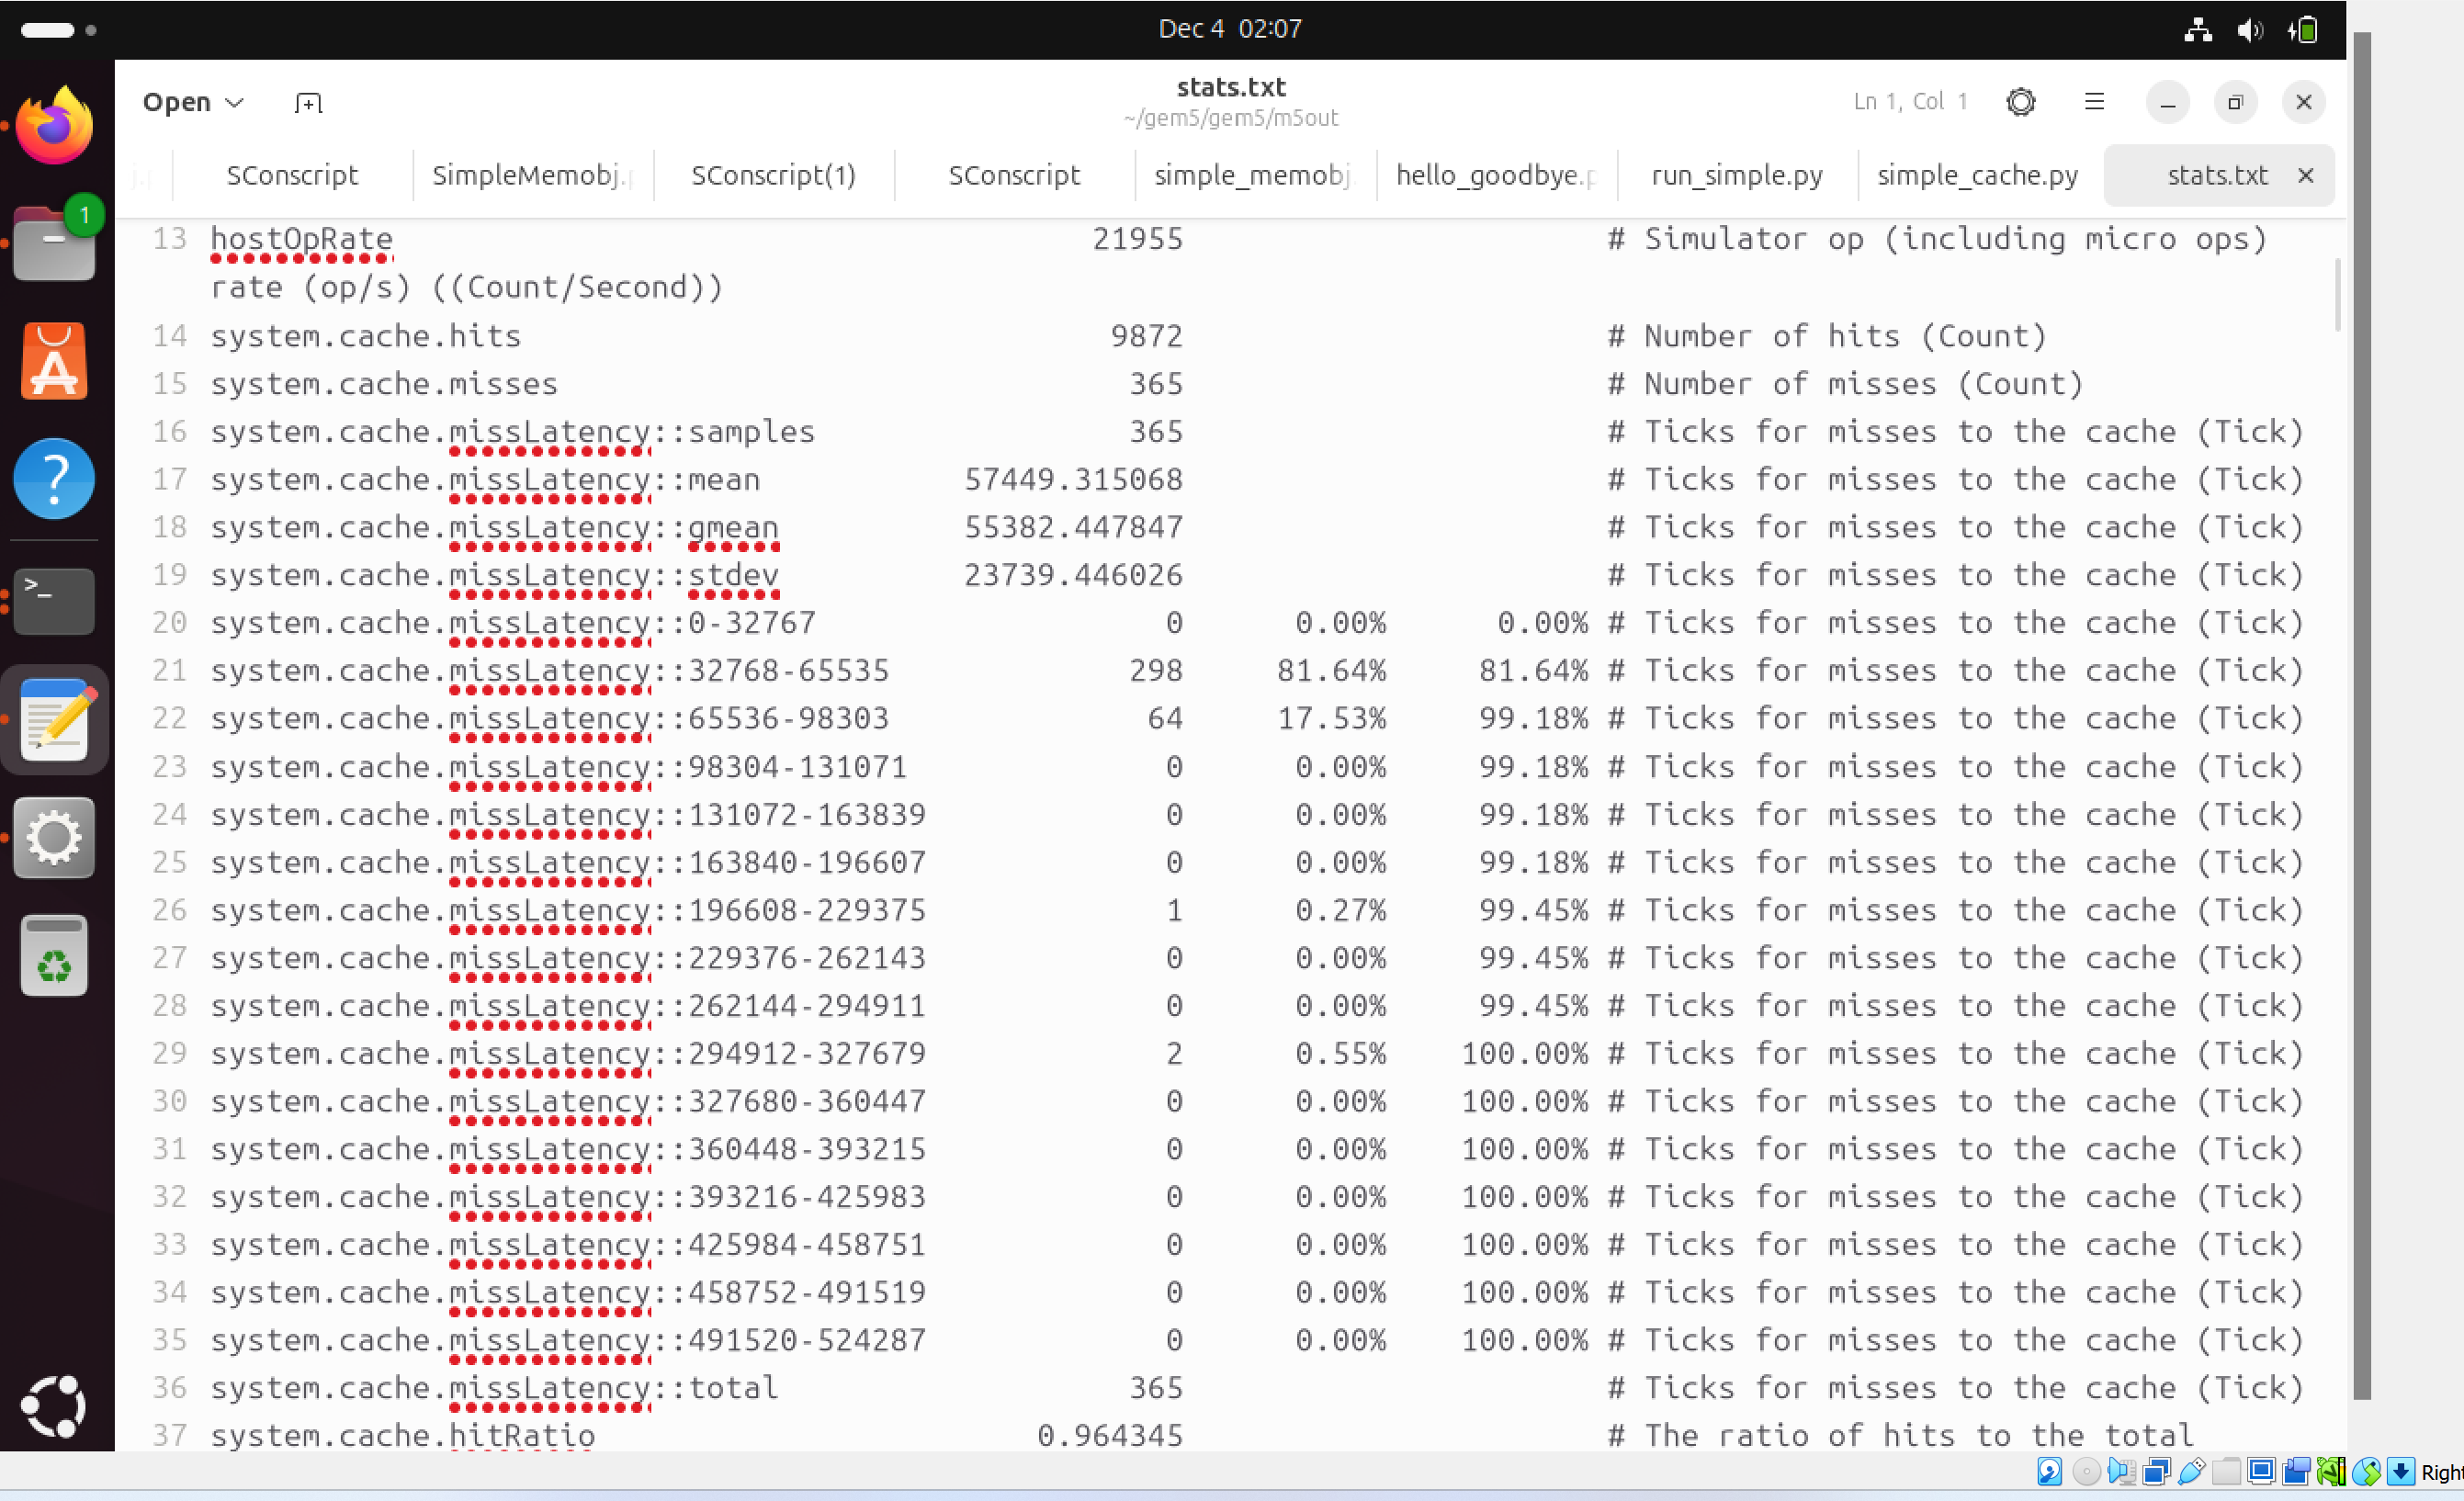 Dec 4 02:07
Open
stats.txt
~/gem5/gem5/m5out
Ln 1, Col 1
1
SConscript SimpleMemobj. SConscript(1) SConscript simple_memobj hello_goodbye.p run_simple.py simple_cache.py stats.txt
13 hostOpRate 21955 # Simulator op (including micro ops)
rate (op/s) ((Count/Second))
14 system.cache.hits 9872 # Number of hits (Count)
15 system.cache.misses 365 # Number of misses (Count)
16 system.cache.missLatency::samples 365 # Ticks for misses to the cache (Tick)
17 system.cache.missLatency::mean 57449.315068 # Ticks for misses to the cache (Tick)
18 system.cache.missLatency::gmean 55382.447847 # Ticks for misses to the cache (Tick)
19 system.cache.missLatency::stdev 23739.446026 # Ticks for misses to the cache (Tick)
20 system.cache.missLatency::0-32767 0 0.00% 0.00% # Ticks for misses to the cache (Tick)
21 system.cache.missLatency::32768-65535 298 81.64% 81.64% # Ticks for misses to the cache (Tick)
22 system.cache.missLatency::65536-98303 64 17.53% 99.18% # Ticks for misses to the cache (Tick)
23 system.cache.missLatency::98304-131071 0 0.00% 99.18% # Ticks for misses to the cache (Tick)
24 system.cache.missLatency::131072-163839 0 0.00% 99.18% # Ticks for misses to the cache (Tick)
25 system.cache.missLatency::163840-196607 0 0.00% 99.18% # Ticks for misses to the cache (Tick)
26 system.cache.missLatency::196608-229375 1 0.27% 99.45% # Ticks for misses to the cache (Tick)
27 system.cache.missLatency::229376-262143 0 0.00% 99.45% # Ticks for misses to the cache (Tick)
28 system.cache.missLatency::262144-294911 0 0.00% 99.45% # Ticks for misses to the cache (Tick)
29 system.cache.missLatency::294912-327679 2 0.55% 100.00% # Ticks for misses to the cache (Tick)
30 system.cache.missLatency::327680-360447 0 0.00% 100.00% # Ticks for misses to the cache (Tick)
31 system.cache.missLatency::360448-393215 0 0.00% 100.00% # Ticks for misses to the cache (Tick)
32 system.cache.missLatency::393216-425983 0 0.00% 100.00% # Ticks for misses to the cache (Tick)
33 system.cache.missLatency::425984-458751 0 0.00% 100.00% # Ticks for misses to the cache (Tick)
34 system.cache.missLatency::458752-491519 0 0.00% 100.00% # Ticks for misses to the cache (Tick)
35 system.cache.missLatency::491520-524287 0 0.00% 100.00% # Ticks for misses to the cache (Tick)
36 system.cache.missLatency::total 365 # Ticks for misses to the cache (Tick)
37 system.cache.hitRatio 0.964345 # The ratio of hits to the total
Right